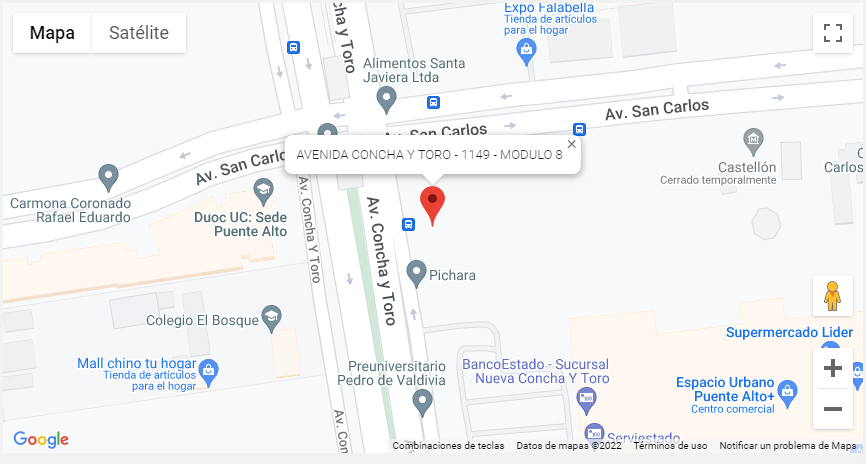 Mapa
Satélite
Concha y Toro
Expo Falabella
Tienda de artículos
para el hogar
Alimentos Santa
Javiera Ltda
Av. San Carlos
Av. San Carlos
Av. San Carlos
AVENIDA CONCHA Y TORO - 1149 - MODULO 8
Castellón
Cerrado temporalmente
Carlos
Carmona Coronado
Rafael Eduardo
Duoc UC: Sede
Puente Alto
Av. Concha Y Toro
Av. Concha y Toro
Pichara
Colegio El Bosque
Supermercado Lider
Mall chino tu hogar
Tienda de artículos
para el hogar
Preuniversitario
Pedro de Valdivia
BancoEstado - Sucursal
Nueva Concha Y Toro
Espacio Urbano
Puente Alto+
Centro comercial
Av. Con
Serviestado
Google
Combinaciones de teclas
Datos de mapas ©2022
Términos de uso
Notificar un problema de Maps